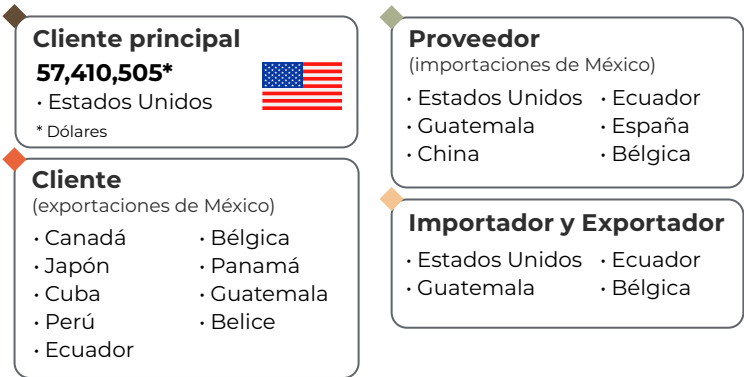 Cliente principal
57,410,505*
• Estados Unidos
* Dólares
Cliente
(exportaciones de México)
• Canadá
• Japón
• Cuba
• Perú
• Ecuador
• Bélgica
• Panamá
• Guatemala
• Belice
Proveedor
(importaciones de México)
• Estados Unidos
• Guatemala
• China
• Ecuador
• España
• Bélgica
Importador y Exportador
• Estados Unidos
• Guatemala
• Ecuador
• Bélgica